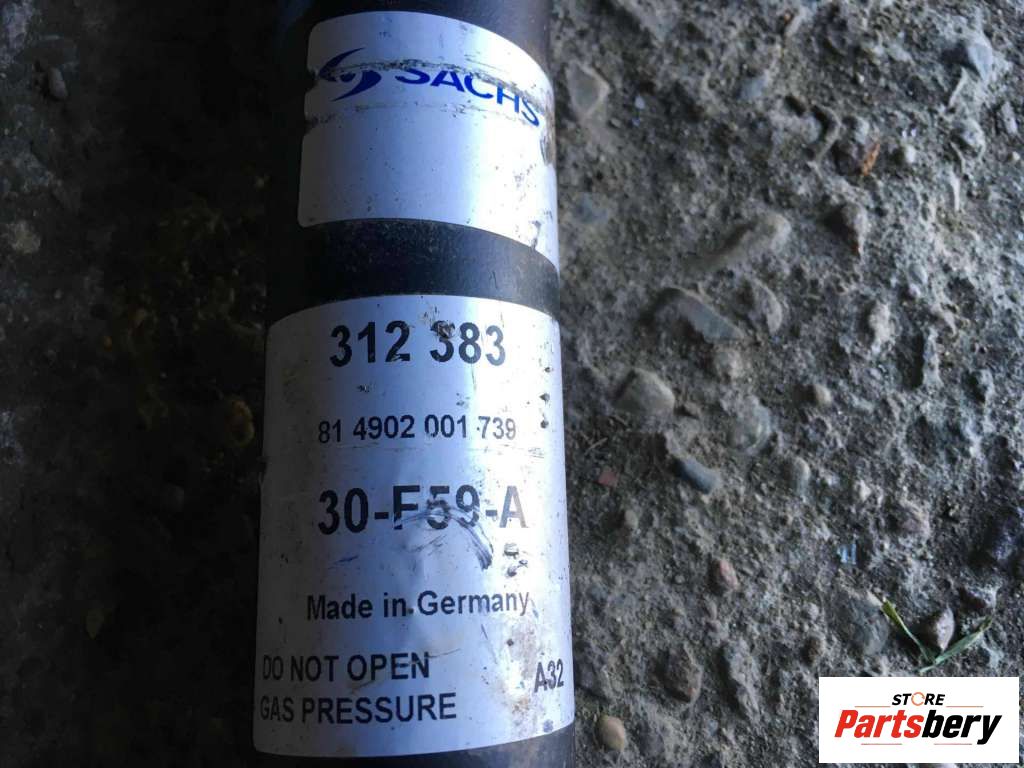 SACHS
312 383
81 4902 001 739
30-F59-A
Made in Germany
DO NOT OPEN
GAS PRESSURE
A32
STORE
Partsbery